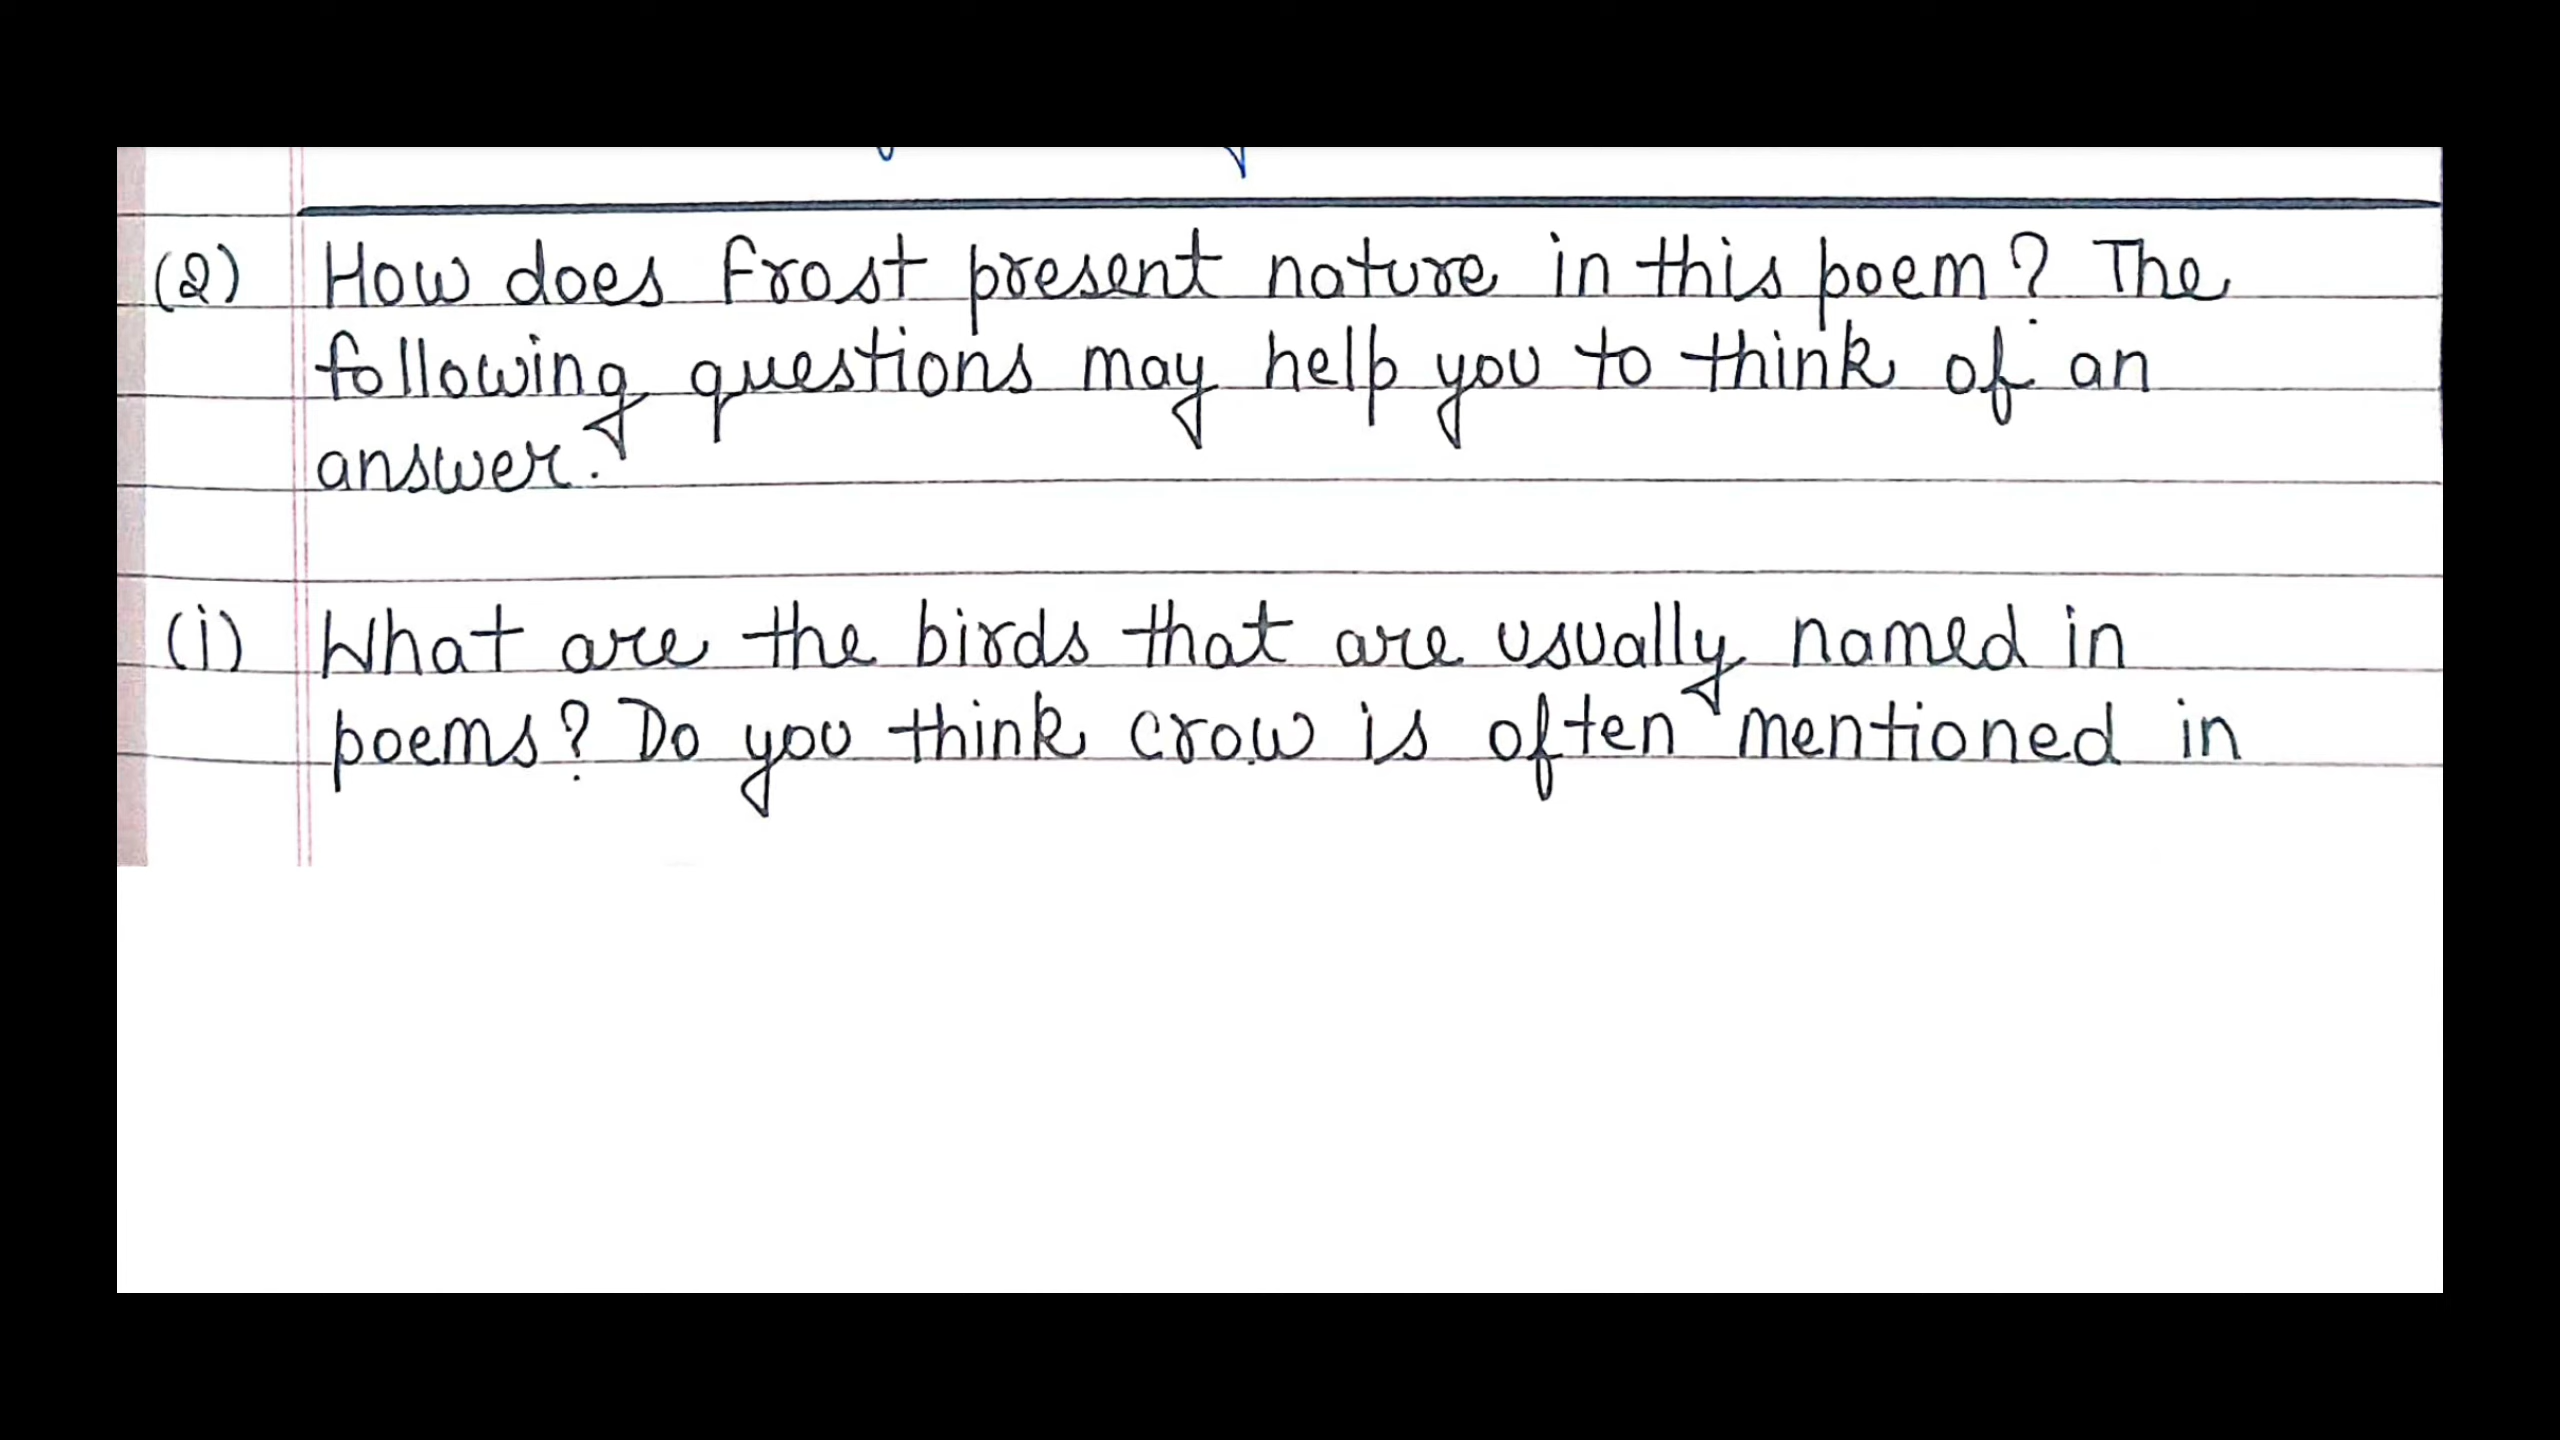 (2) How does Frost present nature in this poem? The
following questions may help you to think of an
answer.
(i) What are the birds that are usually named in
poems? Do you think crow is often mentioned in